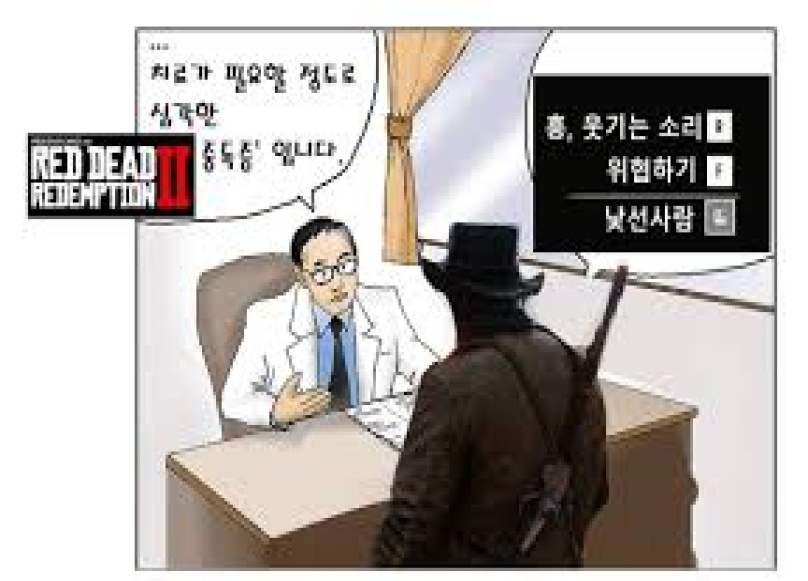 ...
치료가 필요할 정도로
심각한
RED DEAD
REDEMPTION II
중독증' 입니다.
흥, 웃기는 소리 R
위협하기 F
낯선사람